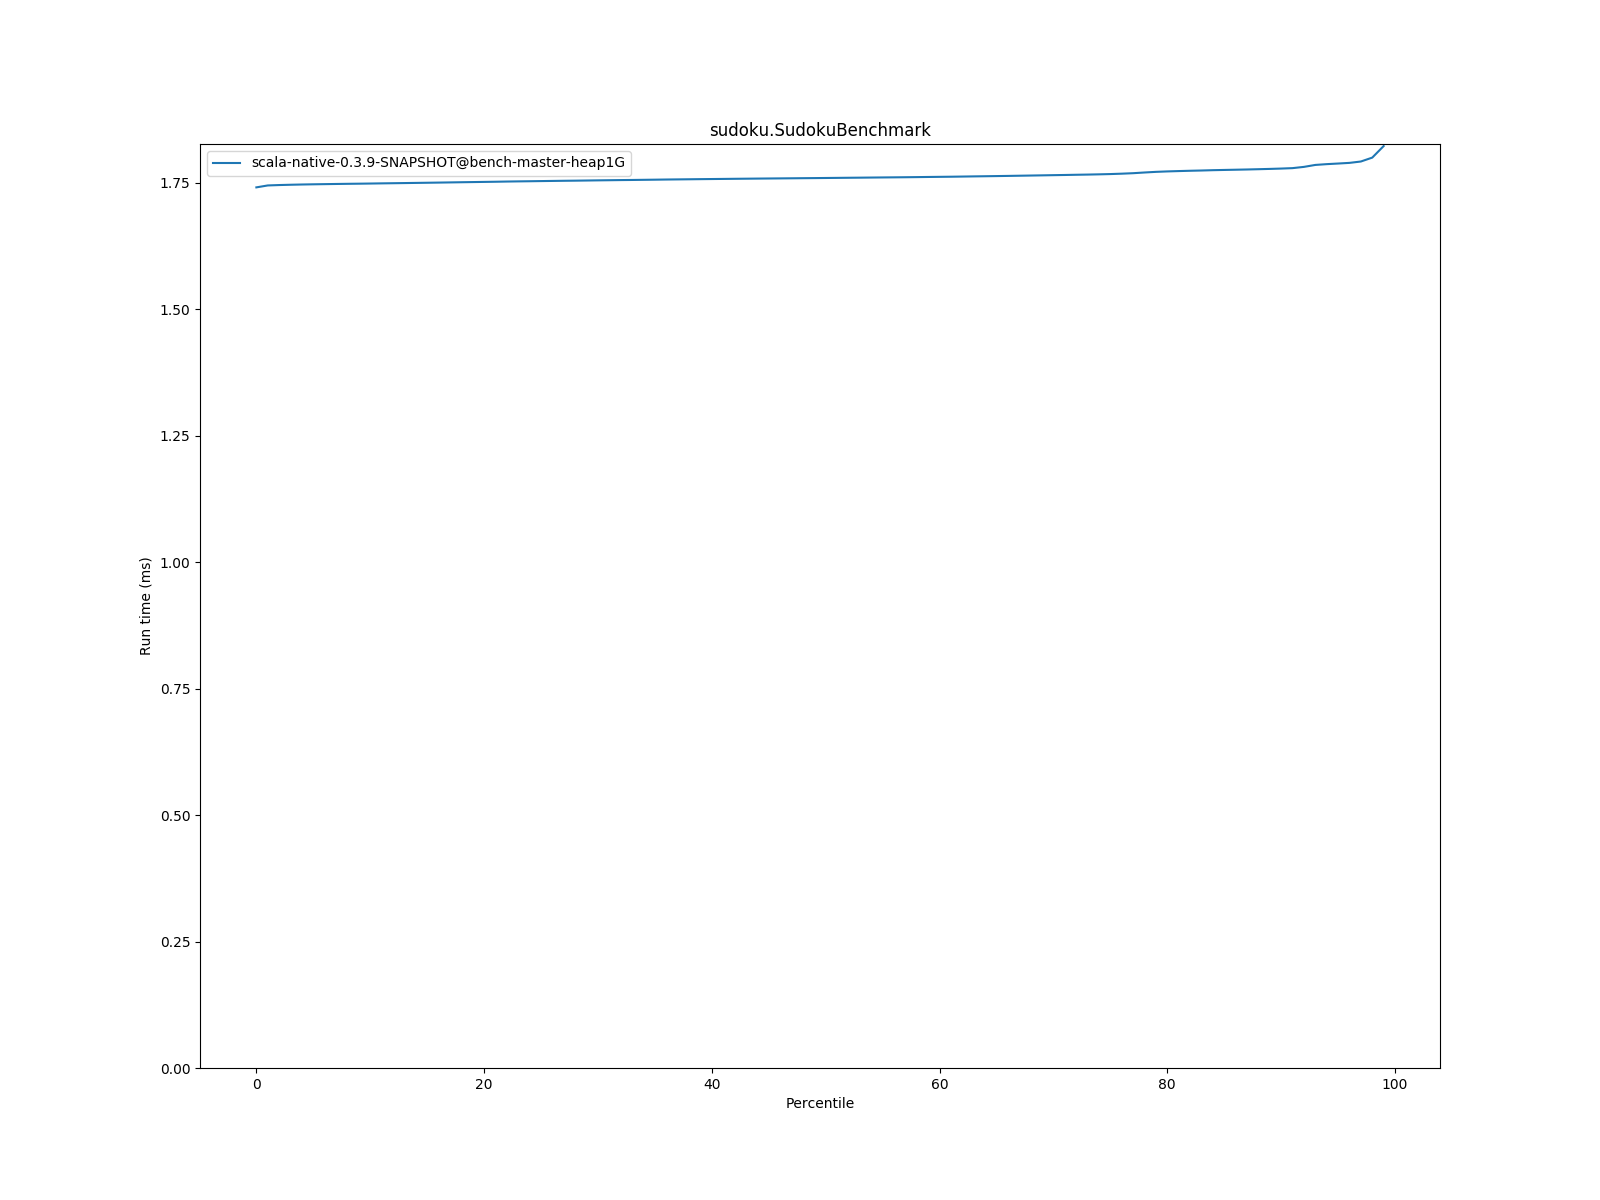 sudoku.SudokuBenchmark
scala-native-0.3.9-SNAPSHOT@bench-master-heap1G
1.75
1.50
1.25
1.00
0.75
0.50
0.25
0.00
Run time (ms)
0 20 40 60 80 100
Percentile